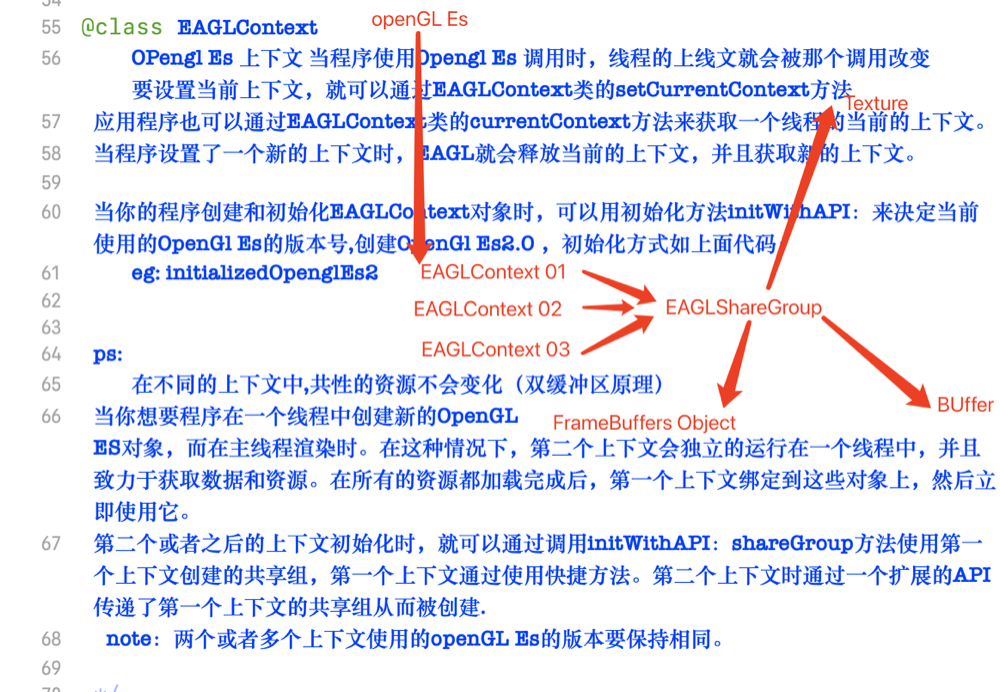 54
55 @class EAGLContext
openGL Es
56 OPengl Es 上下文 当程序使用Opengl Es 调用时，线程的上线文就会被那个调用改变
要设置当前上下文，就可以通过EAGLContext类的setCurrentContext方法
Texture
57 应用程序也可以通过EAGLContext类的currentContext方法来获取一个线程的当前的上下文。
58 当程序设置了一个新的上下文时，EAGL就会释放当前的上下文，并且获取新的上下文。
59
60 当你的程序创建和初始化EAGLContext对象时，可以用初始化方法initWithAPI：来决定当前
使用的OpenGl Es的版本号,创建OpenGl Es2.0 ，初始化方式如上面代码；
61 eg: initializedOpenglEs2
EAGLContext 01
62
EAGLContext 02
EAGLShareGroup
63
64 ps:
EAGLContext 03
65 在不同的上下文中,共性的资源不会变化（双缓冲区原理）
BUffer
66 当你想要程序在一个线程中创建新的OpenGL
FrameBuffers Object
ES对象，而在主线程渲染时。在这种情况下，第二个上下文会独立的运行在一个线程中，并且
致力于获取数据和资源。在所有的资源都加载完成后，第一个上下文绑定到这些对象上，然后立
即使用它。
67 第二个或者之后的上下文初始化时，就可以通过调用initWithAPI：shareGroup方法使用第一
个上下文创建的共享组，第一个上下文通过使用快捷方法。第二个上下文时通过一个扩展的API
传递了第一个上下文的共享组从而被创建.
68 note：两个或者多个上下文使用的openGL Es的版本要保持相同。
69
70 */